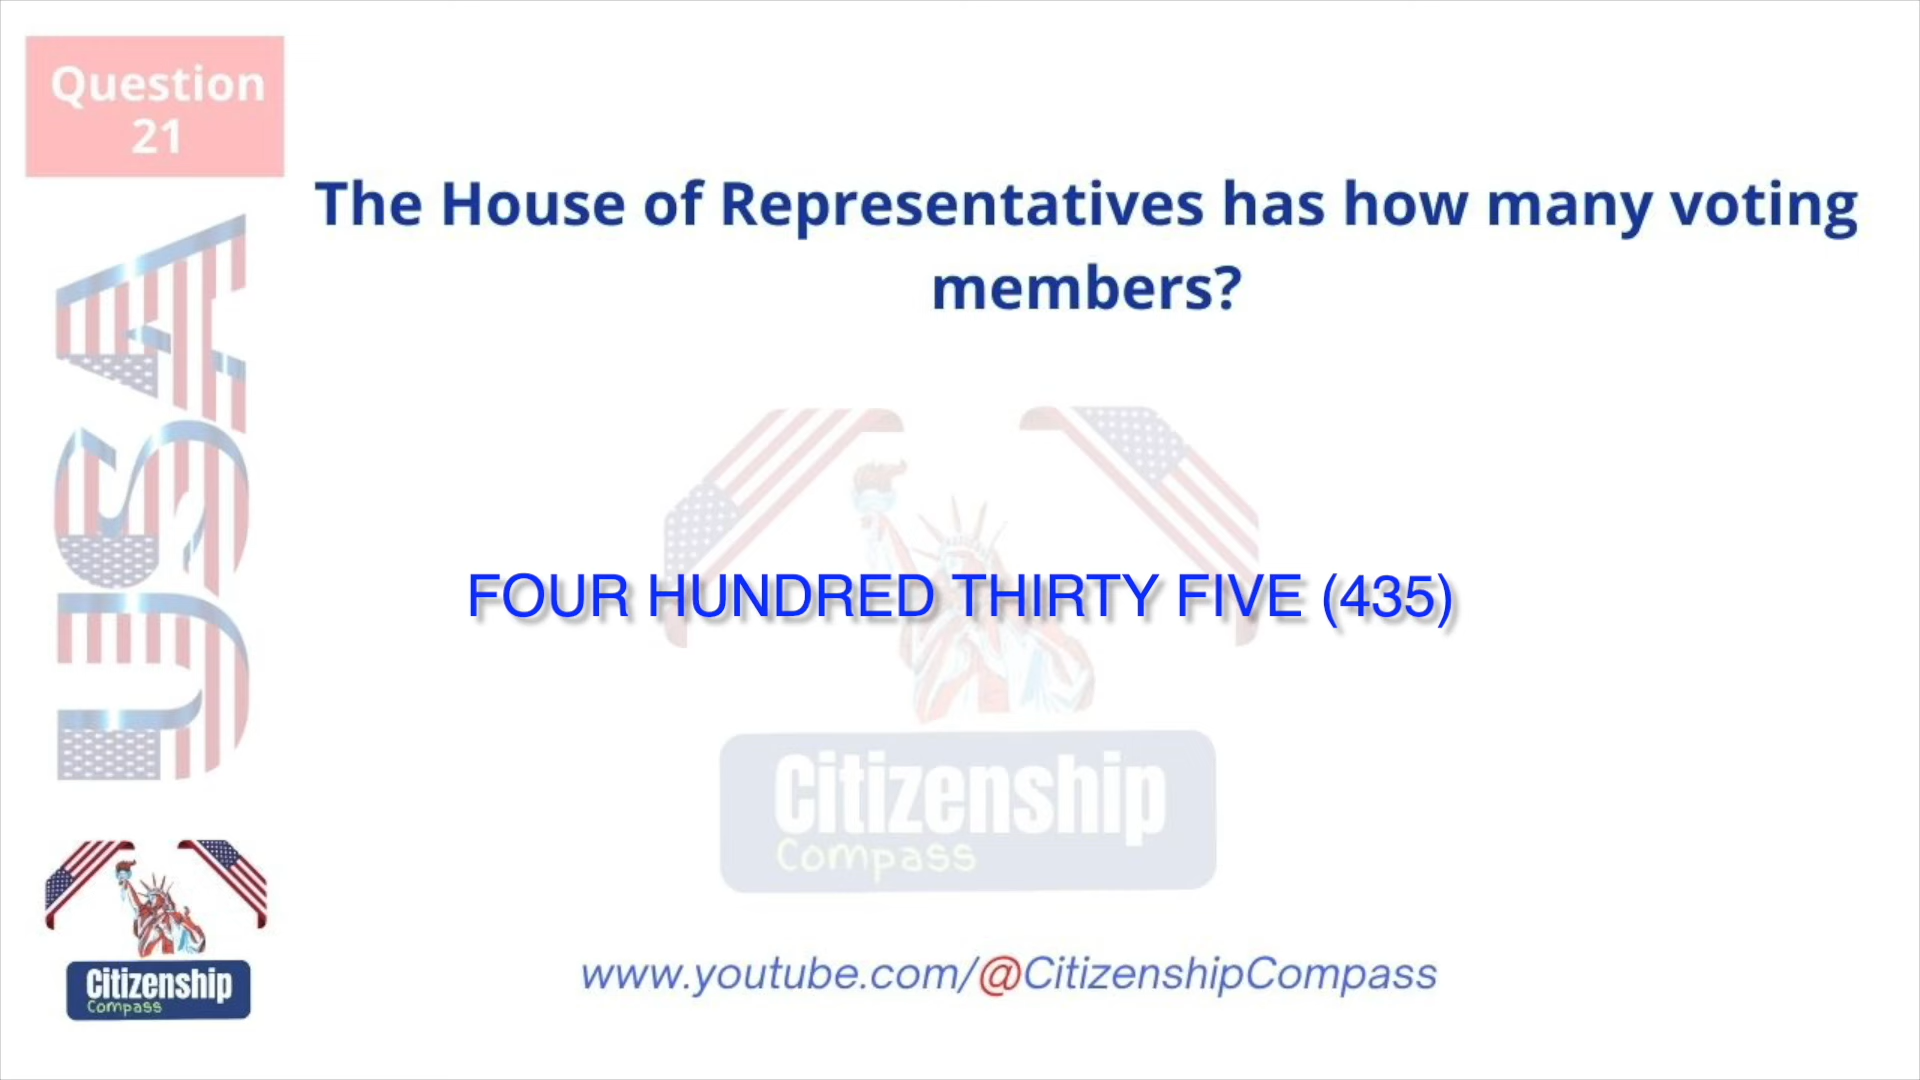 Question
21
The House of Representatives has how many voting
members?
USA
FOUR HUNDRED THIRTY FIVE (435)
Citizenship
Compass
Citizenship
Compass
www.youtube.com/@CitizenshipCompass